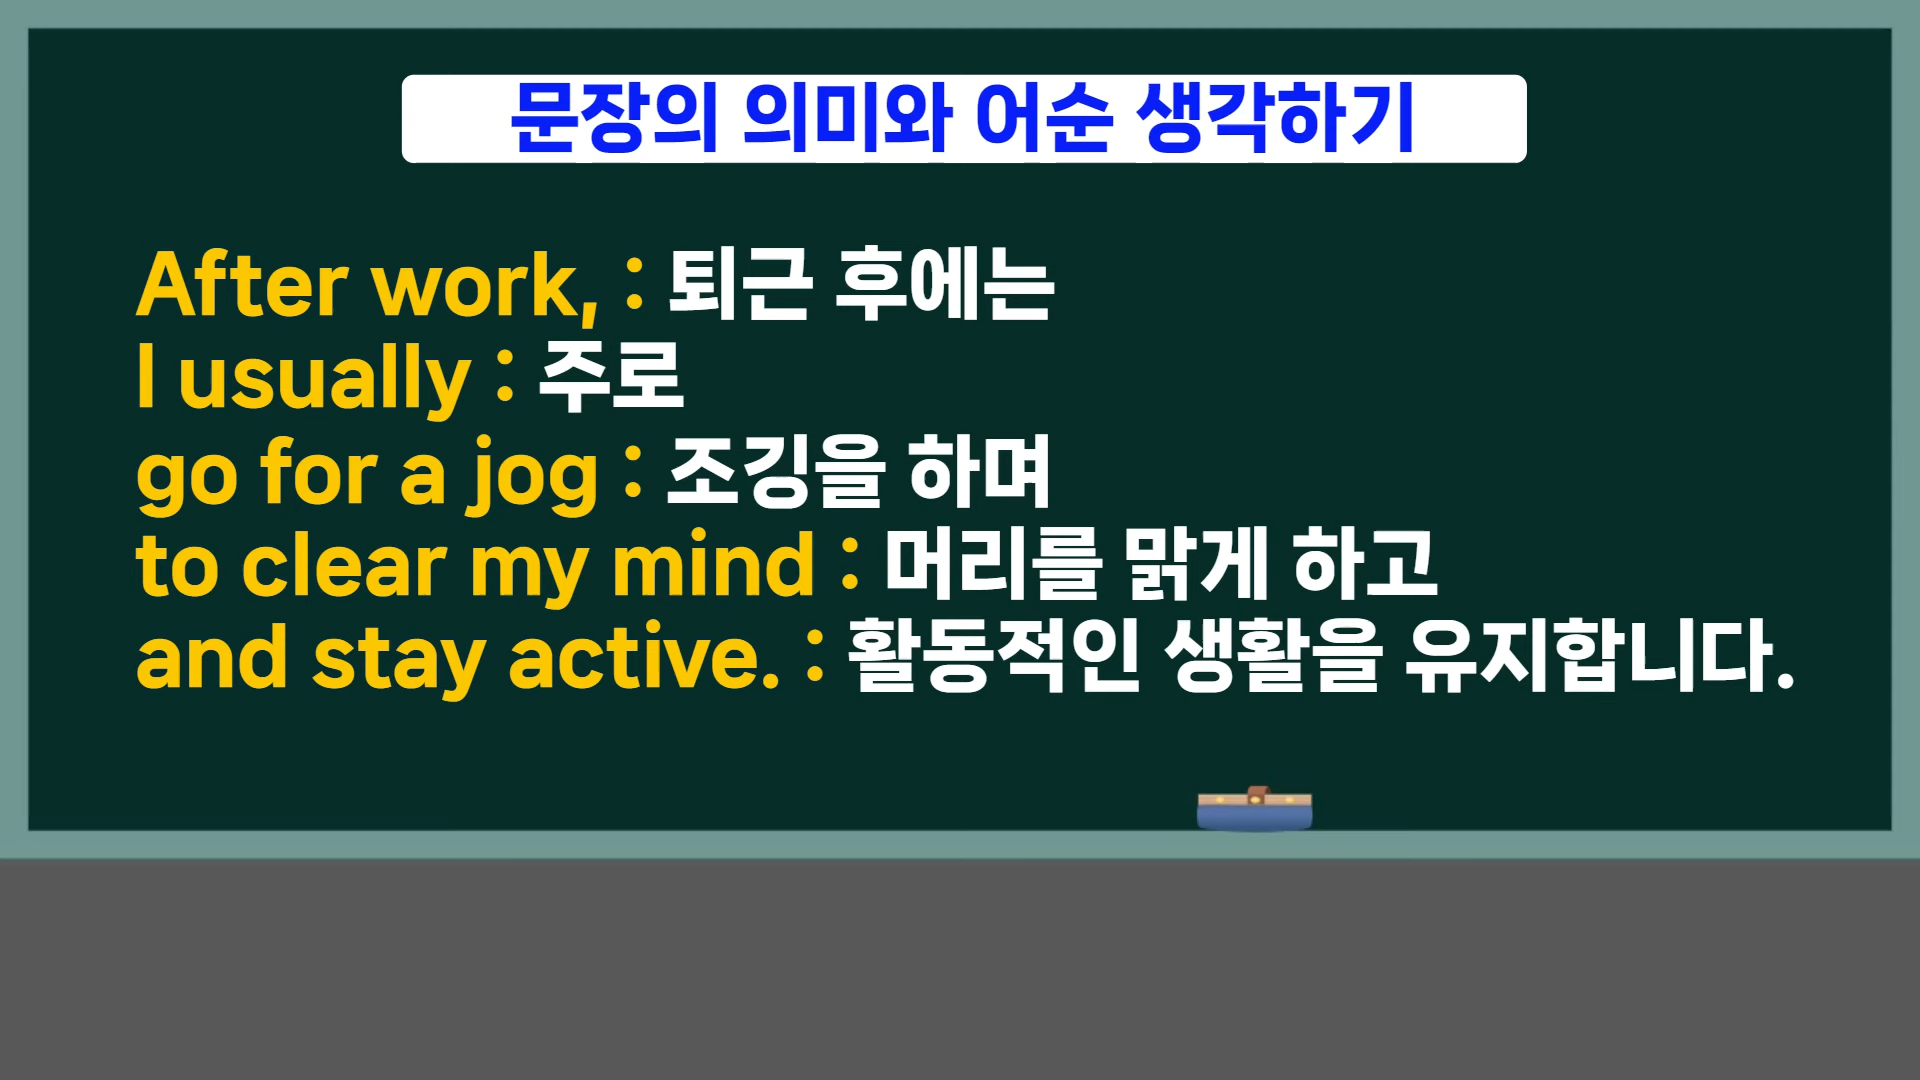 문장의 의미와 어순 생각하기
After work, : 퇴근 후에는
I usually : 주로
go for a jog : 조깅을 하며
to clear my mind : 머리를 맑게 하고
and stay active. : 활동적인 생활을 유지합니다.